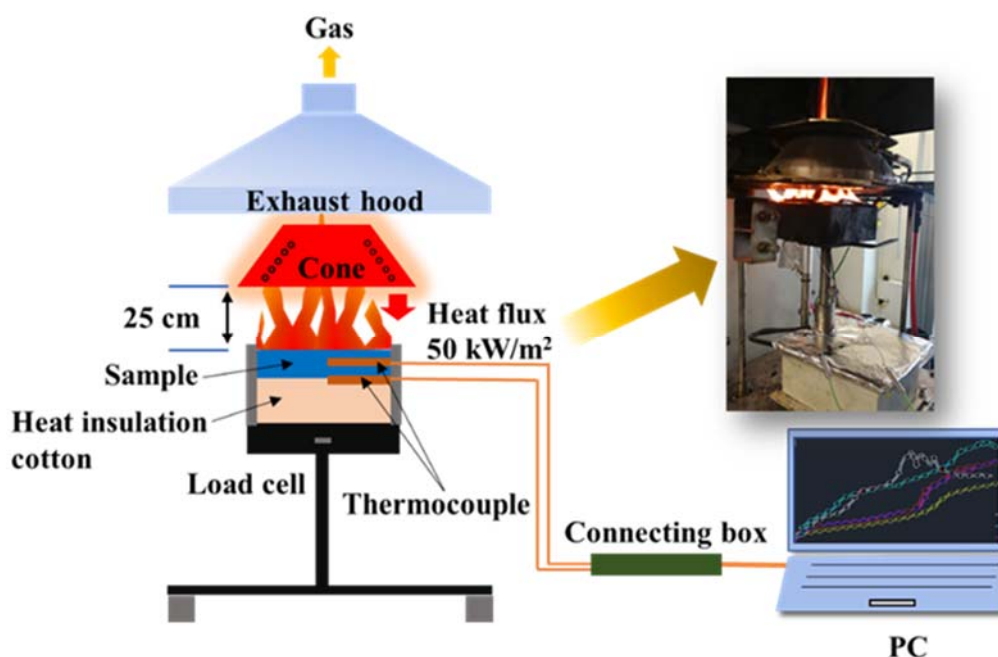 Gas
Exhaust hood
Cone
25 cm
Heat flux
50 kW/m²
Sample
Heat insulation
cotton
Load cell
Thermocouple
Connecting box
PC